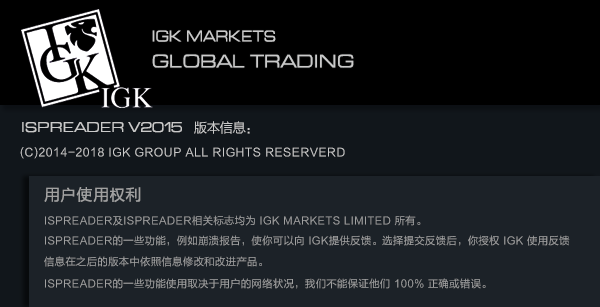 IGK MARKETS
GLOBAL TRADING
IGK
IGK
ISPREADER V2015 版本信息：
(C)2014-2018 IGK GROUP ALL RIGHTS RESERVERD
用户使用权利
ISPREADER及ISPREADER相关标志均为 IGK MARKETS LIMITED 所有。
ISPREADER的一些功能，例如崩溃报告，使你可以向 IGK提供反馈。选择提交反馈后，你授权 IGK 使用反馈
信息在之后的版本中依照信息修改和改进产品。
ISPREADER的一些功能使用取决于用户的网络状况，我们不能保证他们 100% 正确或错误。